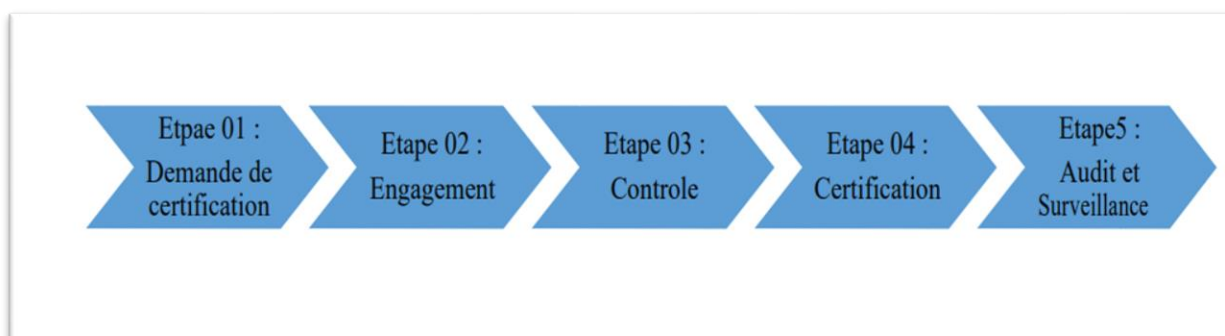 Etpae 01 :
Demande de
certification
Etape 02 :
Engagement
Etape 03 :
Controle
Etape 04 :
Certification
Etape5 :
Audit et
Surveillance